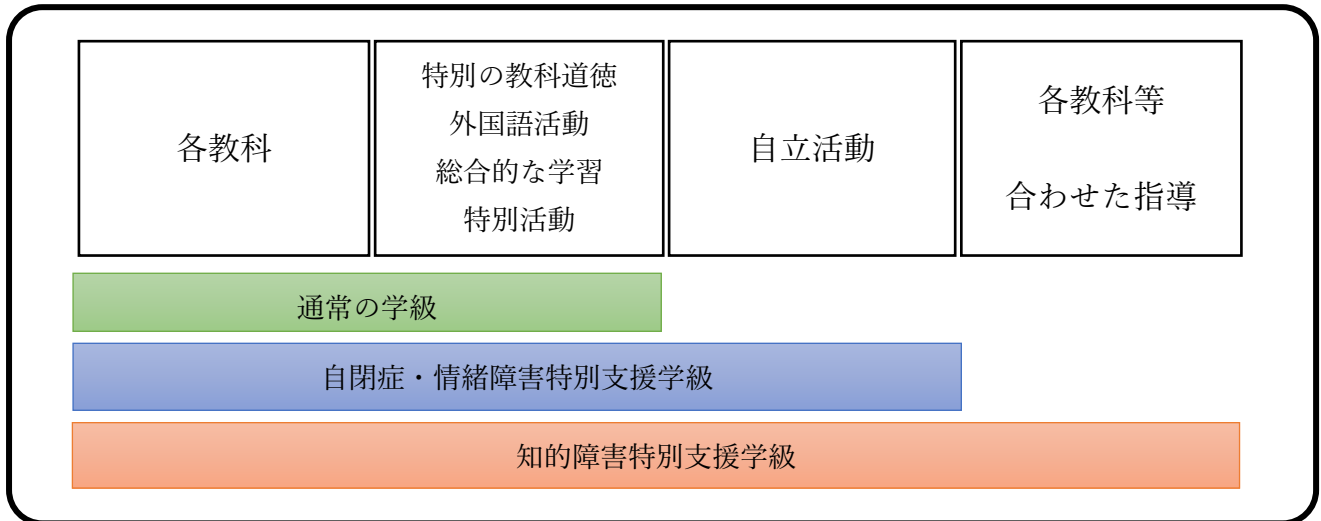 各教科
特別の教科道徳
外国語活動
総合的な学習
特別活動
自立活動
各教科等
合わせた指導
通常の学級
自閉症・情緒障害特別支援学級
知的障害特別支援学級